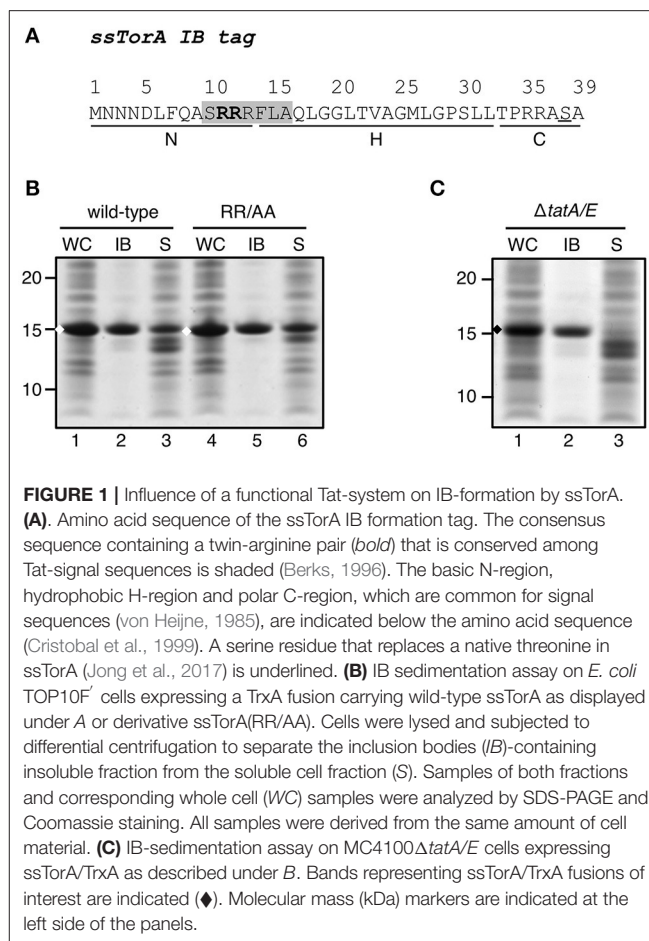 A ssTorA IB tag
1 5 10 15 20 25 30 35 39
MNNNDLFQASRRRFLAQLGGLTVAGMLGPSLLTPRRASA
N H C
B
wild-type RR/AA
WC IB S WC IB S
20
15
10
1 2 3 4 5 6
C
ΔtatA/E
WC IB S
20
15
10
1 2 3
FIGURE 1 | Influence of a functional Tat-system on IB-formation by ssTorA.
(A). Amino acid sequence of the ssTorA IB formation tag. The consensus
sequence containing a twin-arginine pair (bold) that is conserved among
Tat-signal sequences is shaded (Berks, 1996). The basic N-region,
hydrophobic H-region and polar C-region, which are common for signal
sequences (von Heijne, 1985), are indicated below the amino acid sequence
(Cristobal et al., 1999). A serine residue that replaces a native threonine in
ssTorA (Jong et al., 2017) is underlined. (B) IB sedimentation assay on E. coli
TOP10F′ cells expressing a TrxA fusion carrying wild-type ssTorA as displayed
under A or derivative ssTorA(RR/AA). Cells were lysed and subjected to
differential centrifugation to separate the inclusion bodies (IB)-containing
insoluble fraction from the soluble cell fraction (S). Samples of both fractions
and corresponding whole cell (WC) samples were analyzed by SDS-PAGE and
Coomassie staining. All samples were derived from the same amount of cell
material. (C) IB-sedimentation assay on MC4100ΔtatA/E cells expressing
ssTorA/TrxA as described under B. Bands representing ssTorA/TrxA fusions of
interest are indicated (♦). Molecular mass (kDa) markers are indicated at the
left side of the panels.